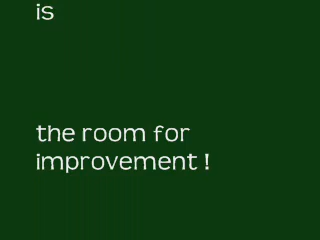 is
the room for
improvement !